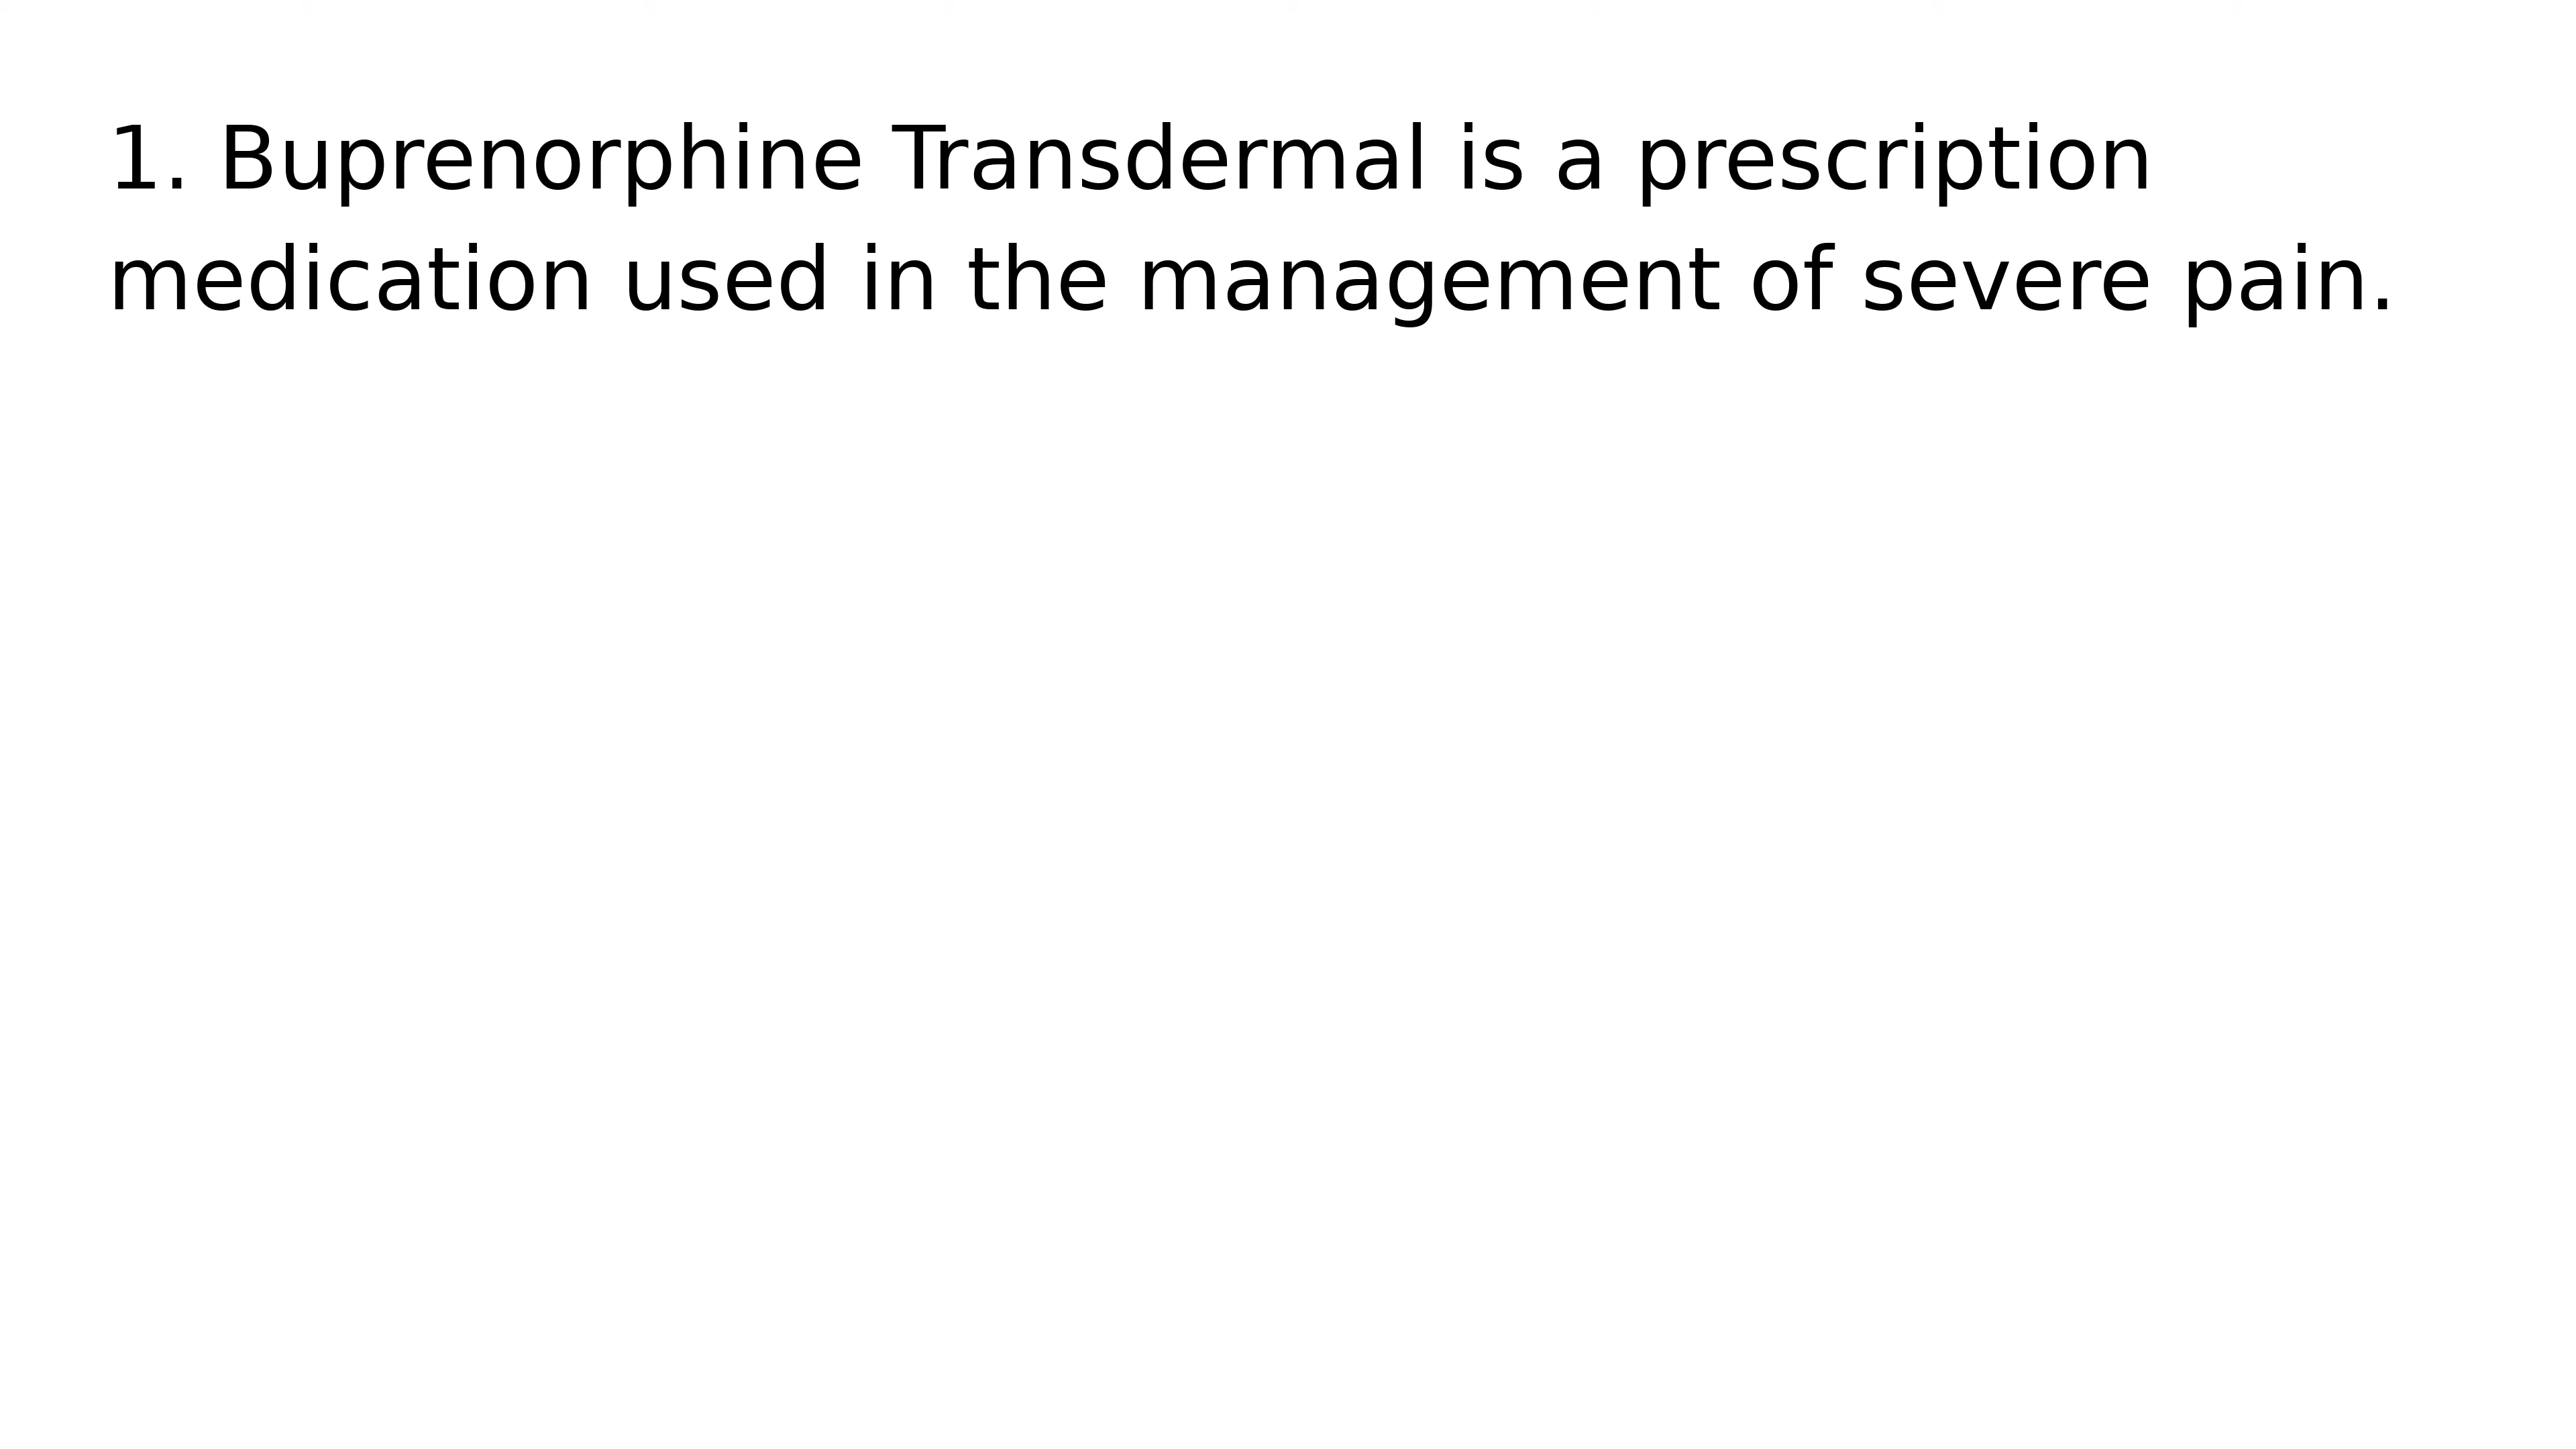 1. Buprenorphine Transdermal is a prescription
medication used in the management of severe pain.